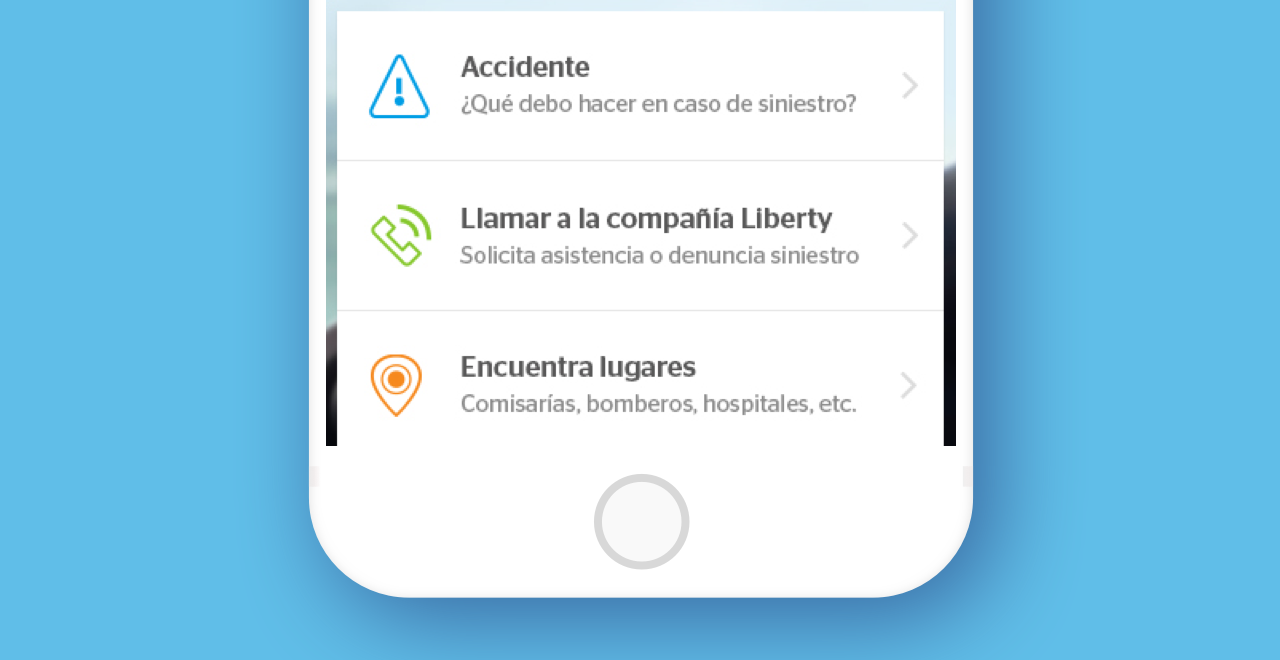 Accidente
¿Qué debo hacer en caso de siniestro?
Llamar a la compañía Liberty
Solicita asistencia o denuncia siniestro
Encuentra lugares
Comisarías, bomberos, hospitales, etc.